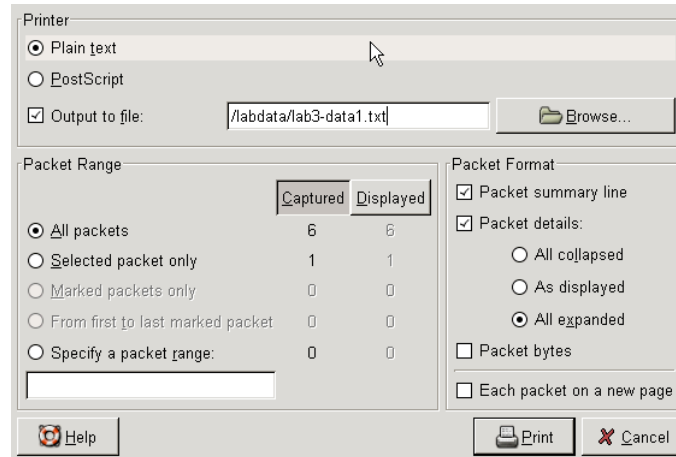 Printer
Plain text
PostScript
Output to file: /labdata/lab3-data1.txt Browse...
Packet Range
Captured Displayed
All packets 6 6
Selected packet only 1 1
Marked packets only 0 0
From first to last marked packet 0 0
Specify a packet range: 0 0
Packet Format
Packet summary line
Packet details:
All collapsed
As displayed
All expanded
Packet bytes
Each packet on a new page
Help Print Cancel